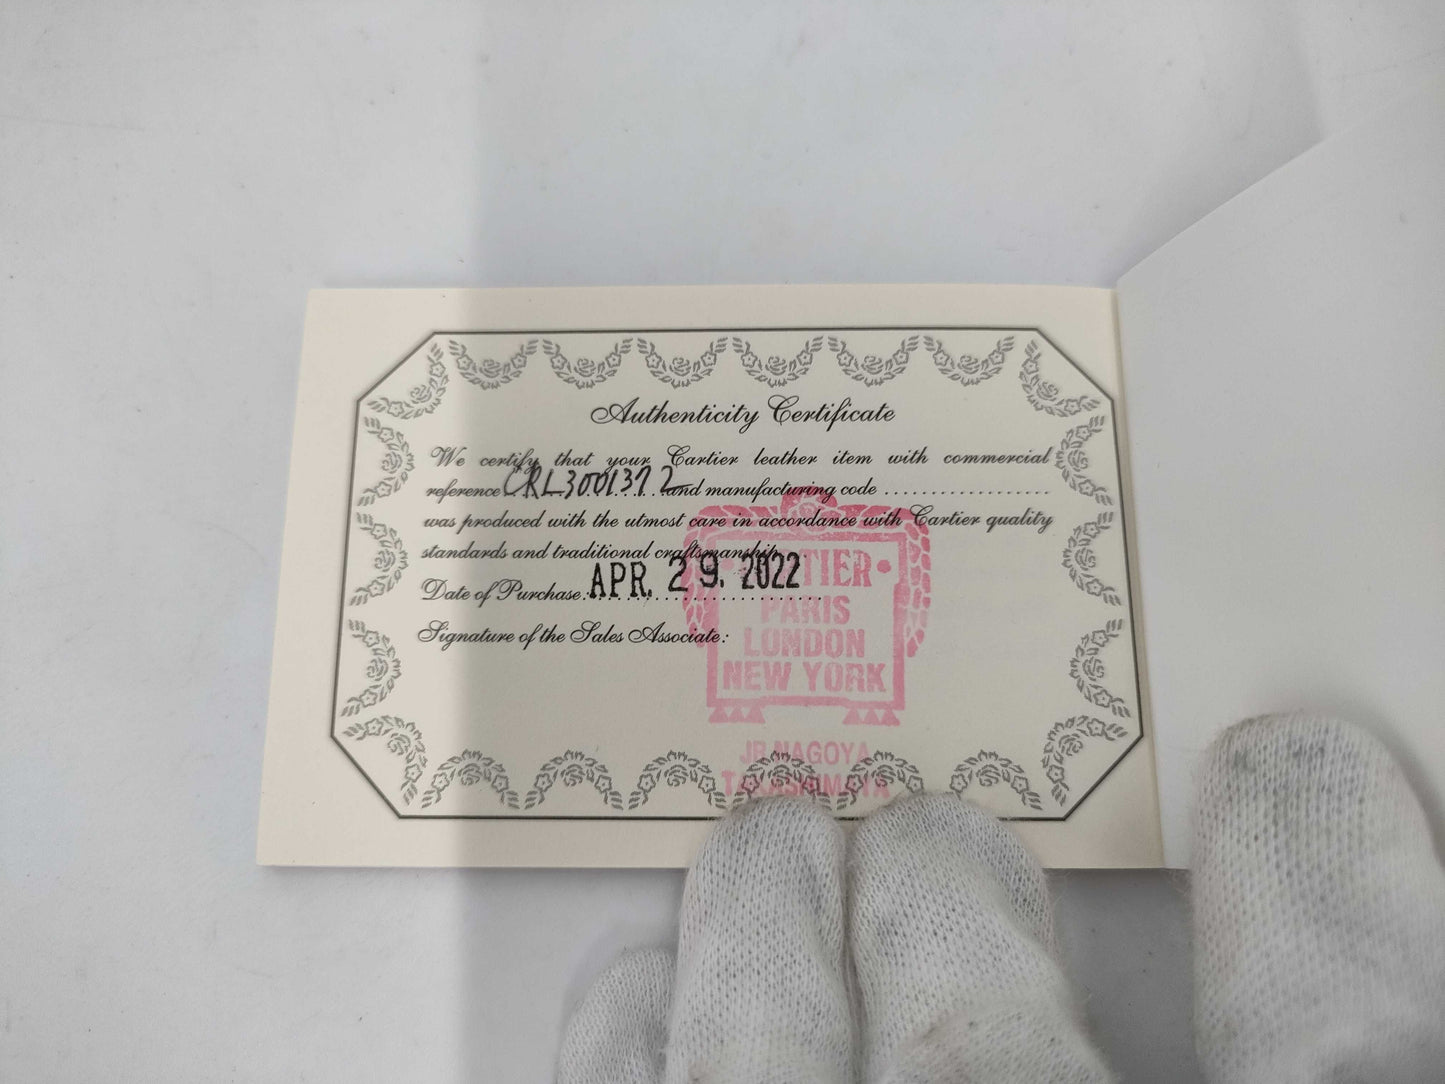 Authenticity Certificate
We certify that your Cartier leather item with commercial
reference CRL3001372 and manufacturing code
was produced with the utmost care in accordance with Cartier quality
standards and traditional craftsmanship.
Date of Purchase: APR. 29. 2022
Signature of the Sales Associate:
CARTIER
PARIS
LONDON
NEW YORK
JR NAGOYA
TAKASHIMAYA